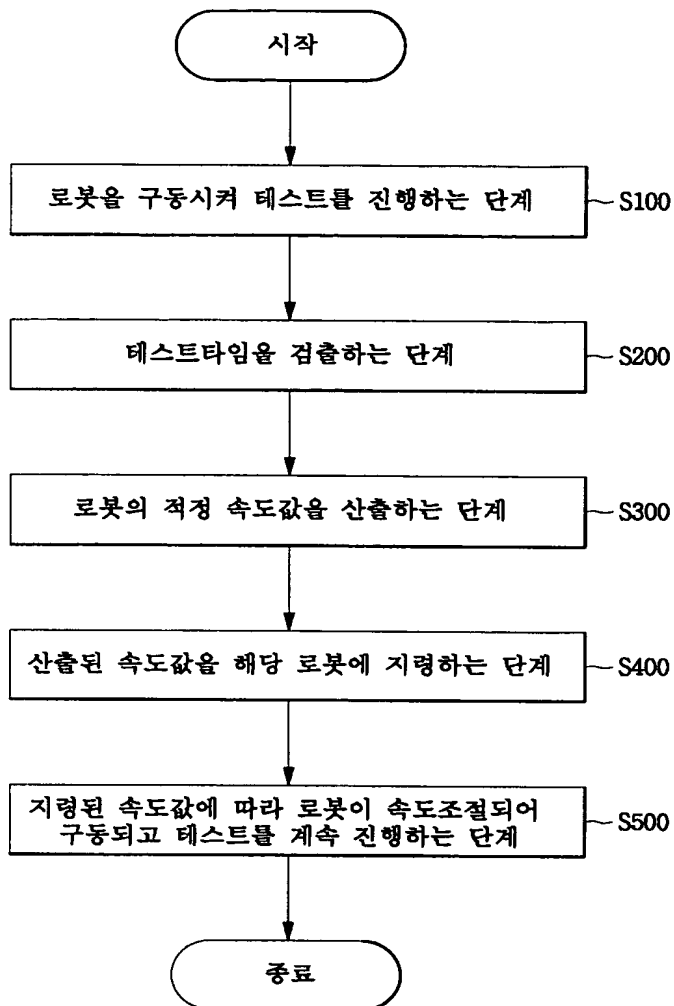 시작
로봇을 구동시켜 테스트를 진행하는 단계 S100
테스트타임을 검출하는 단계 S200
로봇의 적정 속도값을 산출하는 단계 S300
산출된 속도값을 해당 로봇에 지령하는 단계 S400
지령된 속도값에 따라 로봇이 속도조절되어
구동되고 테스트를 계속 진행하는 단계 S500
종료